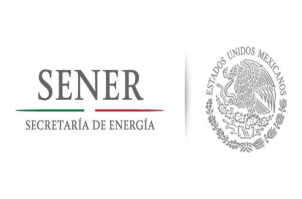 SENER
SECRETARÍA DE ENERGÍA
ESTADOS UNIDOS MEXICANOS